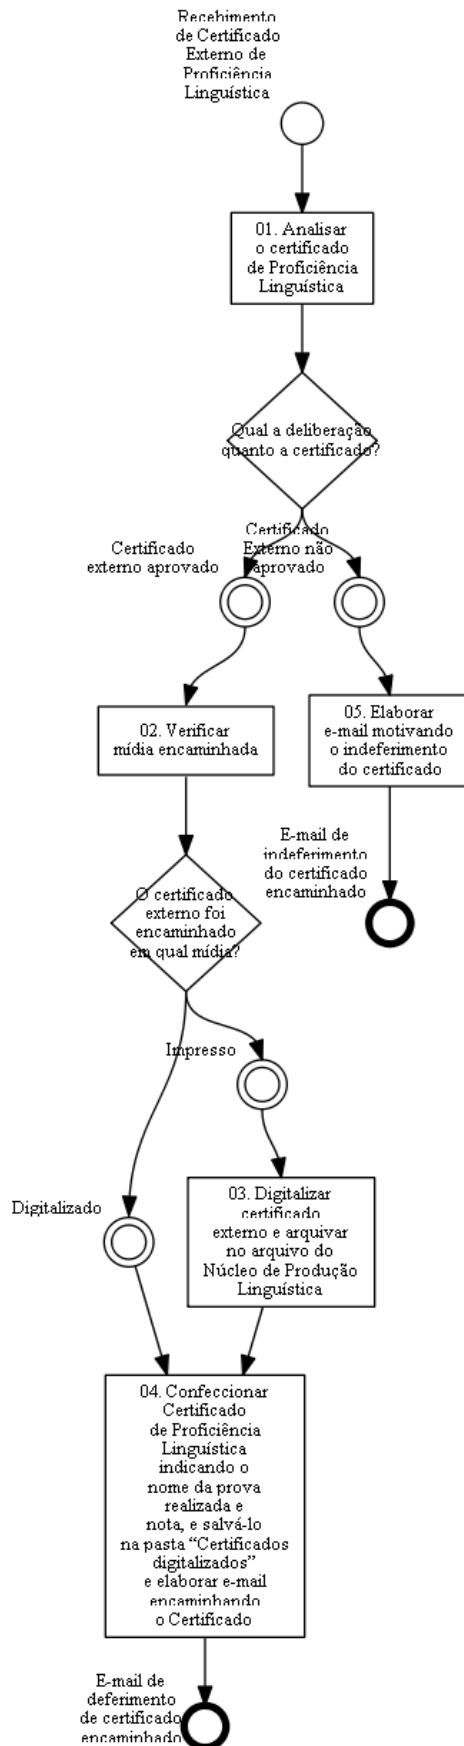 Recebimento
de Certificado
Externo de
Proficiência
Linguística
01. Analisar
o certificado
de Proficiência
Linguística
Qual a deliberação
quanto a certificado?
Certificado
externo aprovado
Certificado
Externo não
aprovado
02. Verificar
mídia encaminhada
05. Elaborar
e-mail motivando
o indeferimento
do certificado
E-mail de
indeferimento
do certificado
encaminhado
O certificado
externo foi
encaminhado
em qual mídia?
Impresso
Digitalizado
03. Digitalizar
certificado
externo e arquivar
no arquivo do
Núcleo de Produção
Linguística
04. Confeccionar
Certificado
de Proficiência
Linguística
indicando o
nome da prova
realizada e
nota, e salvá-lo
na pasta “Certificados
digitalizados”
e elaborar e-mail
encaminhando
o Certificado
E-mail de
deferimento
de certificado
encaminhado